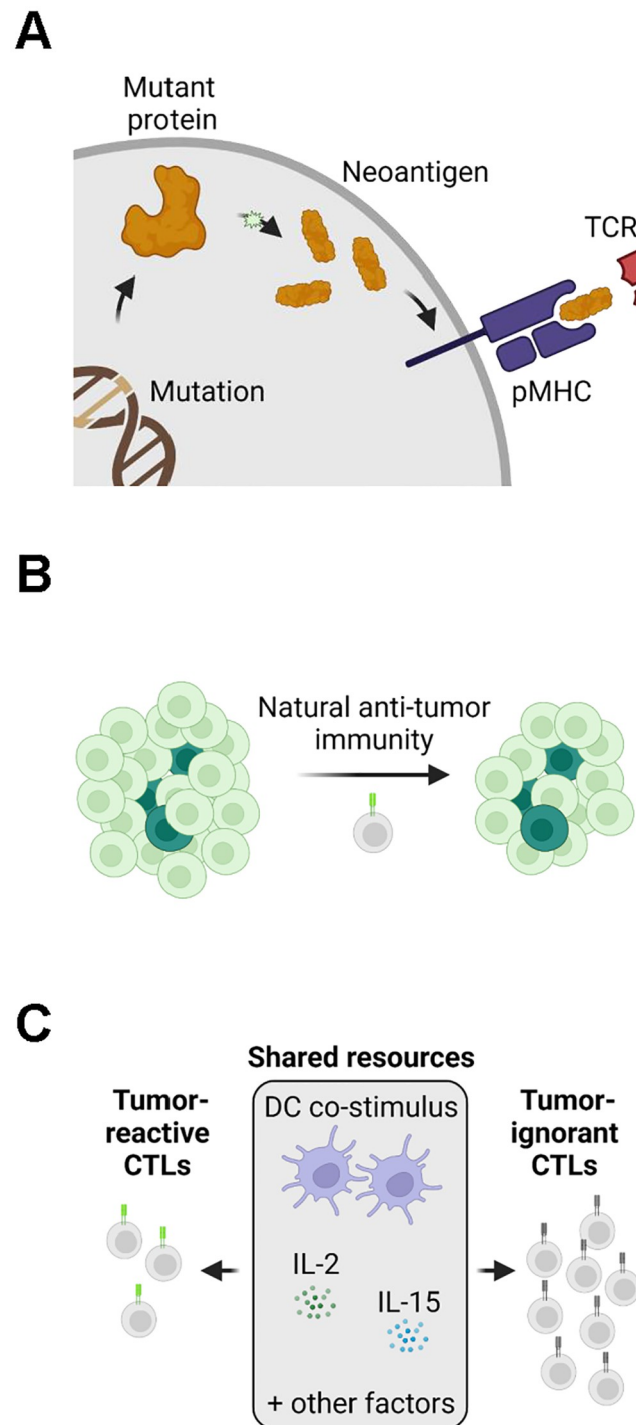 A
Mutant
protein
Neoantigen
TCR
Mutation
pMHC
B
Natural anti-tumor
immunity
C
Shared resources
Tumor-
reactive
CTLs
DC co-stimulus
IL-2
IL-15
+ other factors
Tumor-
ignorant
CTLs